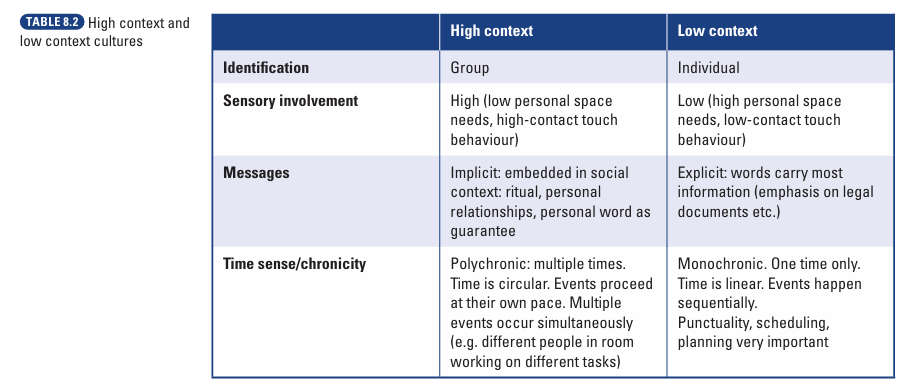 TABLE 8.2 High context and
low context cultures
High context
Low context
Identification
Group
Individual
Sensory involvement
High (low personal space
needs, high-contact touch
behaviour)
Low (high personal space
needs, low-contact touch
behaviour)
Messages
Implicit: embedded in social
context: ritual, personal
relationships, personal word as
guarantee
Explicit: words carry most
information (emphasis on legal
documents etc.)
Time sense/chronicity
Polychronic: multiple times.
Time is circular. Events proceed
at their own pace. Multiple
events occur simultaneously
(e.g. different people in room
working on different tasks)
Monochronic. One time only.
Time is linear. Events happen
sequentially.
Punctuality, scheduling,
planning very important